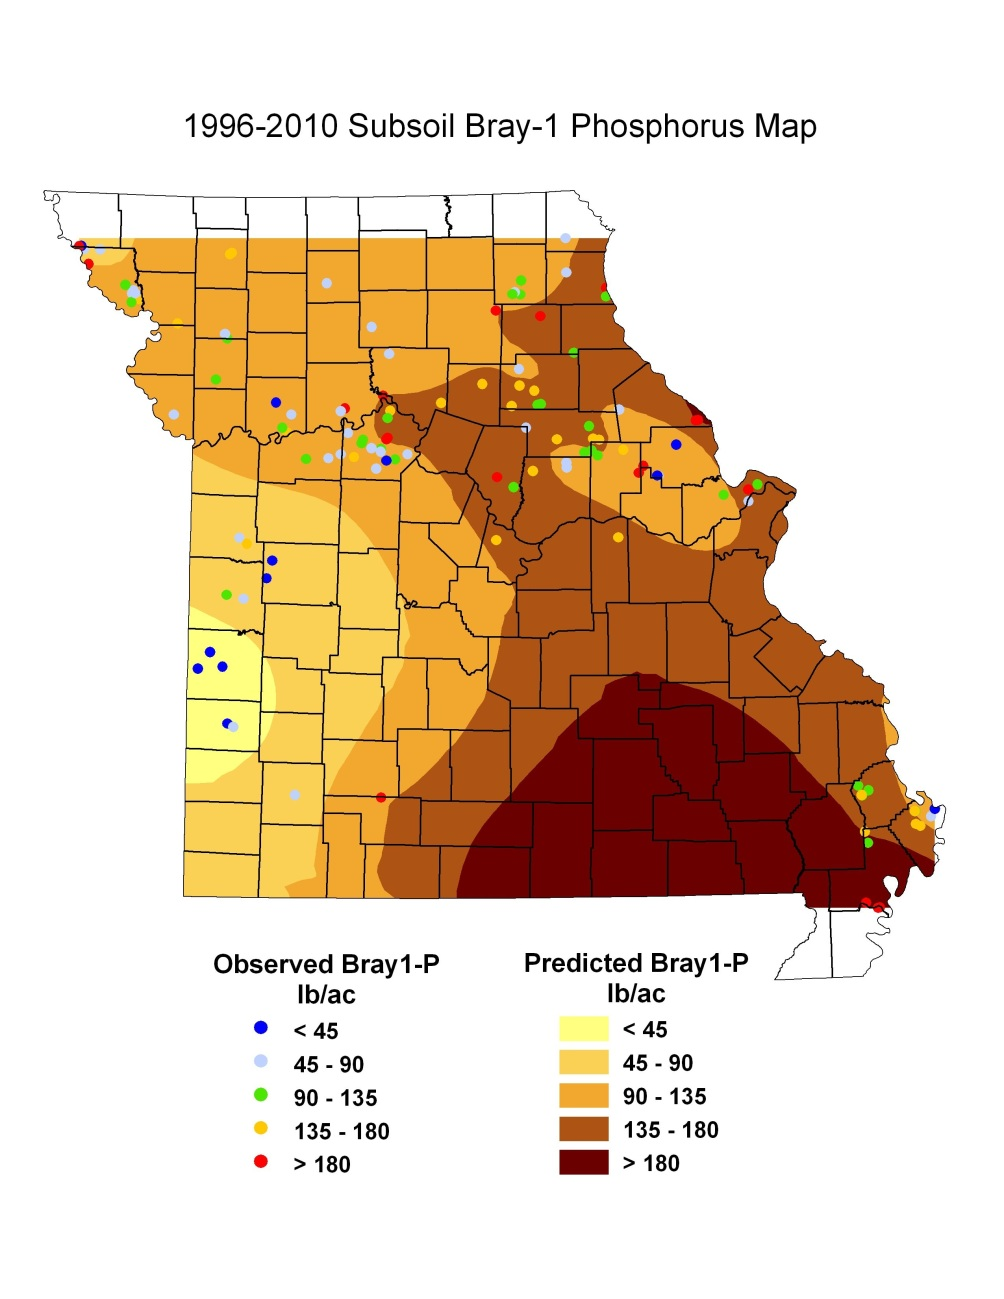 1996-2010 Subsoil Bray-1 Phosphorus Map
Observed Bray1-P
lb/ac
< 45
45 - 90
90 - 135
135 - 180
> 180
Predicted Bray1-P
lb/ac
< 45
45 - 90
90 - 135
135 - 180
> 180